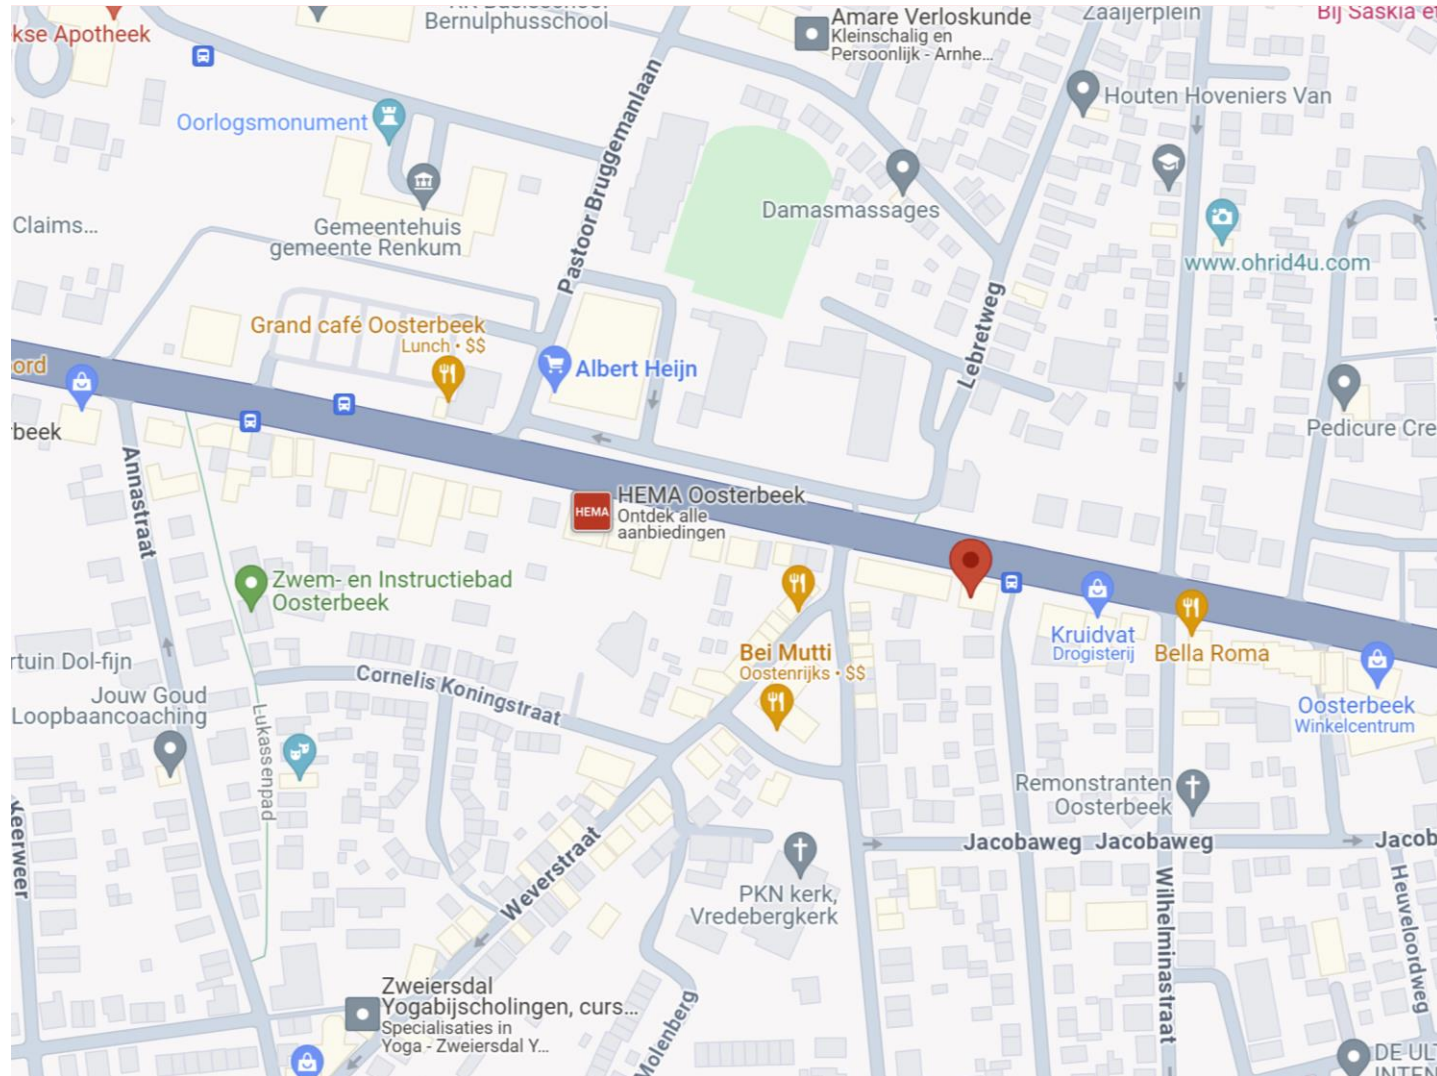 Bernulphusschool
Amare Verloskunde
Kleinschalig en
Persoonlijk - Arnhe...
Zaaijerplein
Bij Saskia et
kse Apotheek
Houten Hoveniers Van
Oorlogsmonument
Pastoor Bruggemanlaan
Damasmassages
Claims...
Gemeentehuis
gemeente Renkum
www.ohrid4u.com
Grand café Oosterbeek
Lunch • $$
Lebretweg
ord
Albert Heijn
beek
Pedicure Cre
Annastraat
HEMA
HEMA Oosterbeek
Ontdek alle
aanbiedingen
Zwem- en Instructiebad
Oosterbeek
Kruidvat
Drogisterij
Bella Roma
Bei Mutti
Oostenrijks • $$
rtuin Dol-fijn
Cornelis Koningstraat
Jouw Goud
Loopbaancoaching
Lukassenpad
Oosterbeek
Winkelcentrum
Remonstranten
Oosterbeek
Keerweer
Jacobaweg
Jacobaweg
Jacob
Weverstraat
PKN kerk,
Vredebergkerk
Wilhelminastraat
Heuveloordweg
Zweiersdal
Yogabijscholingen, curs...
Specialisaties in
Yoga - Zweiersdal Y...
Molenberg
DE UL